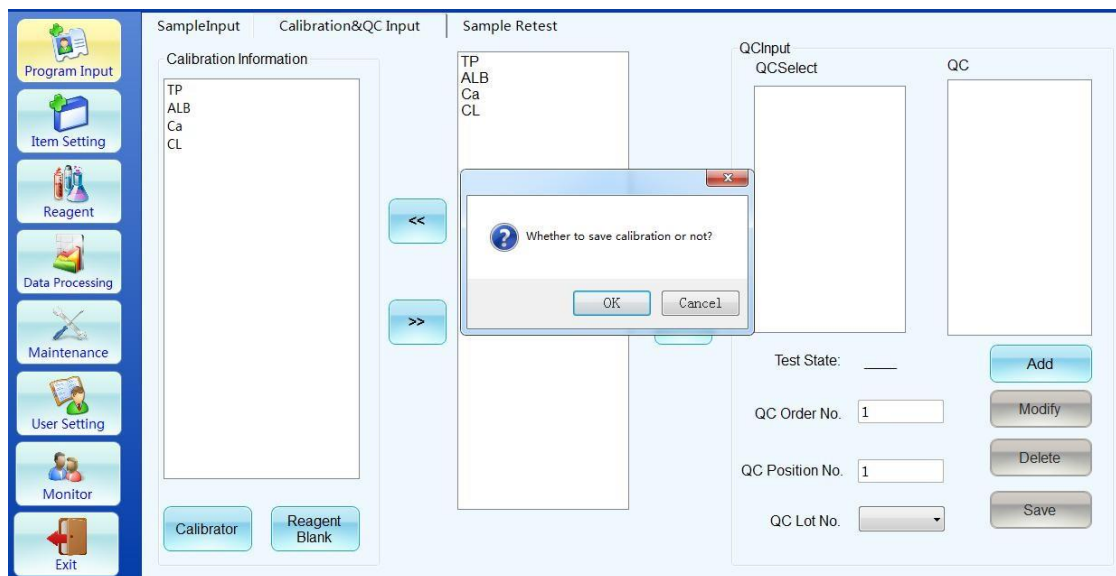 Program Input
Item Setting
Reagent
Data Processing
Maintenance
User Setting
Monitor
Exit
SampleInput
Calibration&QC Input
Sample Retest
Calibration Information
TP
ALB
Ca
CL
Calibrator
Reagent
Blank
<<
>>
TP
ALB
Ca
CL
Whether to save calibration or not?
OK
Cancel
QCInput
QCSelect
QC
Test State:
QC Order No. 1
QC Position No. 1
QC Lot No.
Add
Modify
Delete
Save